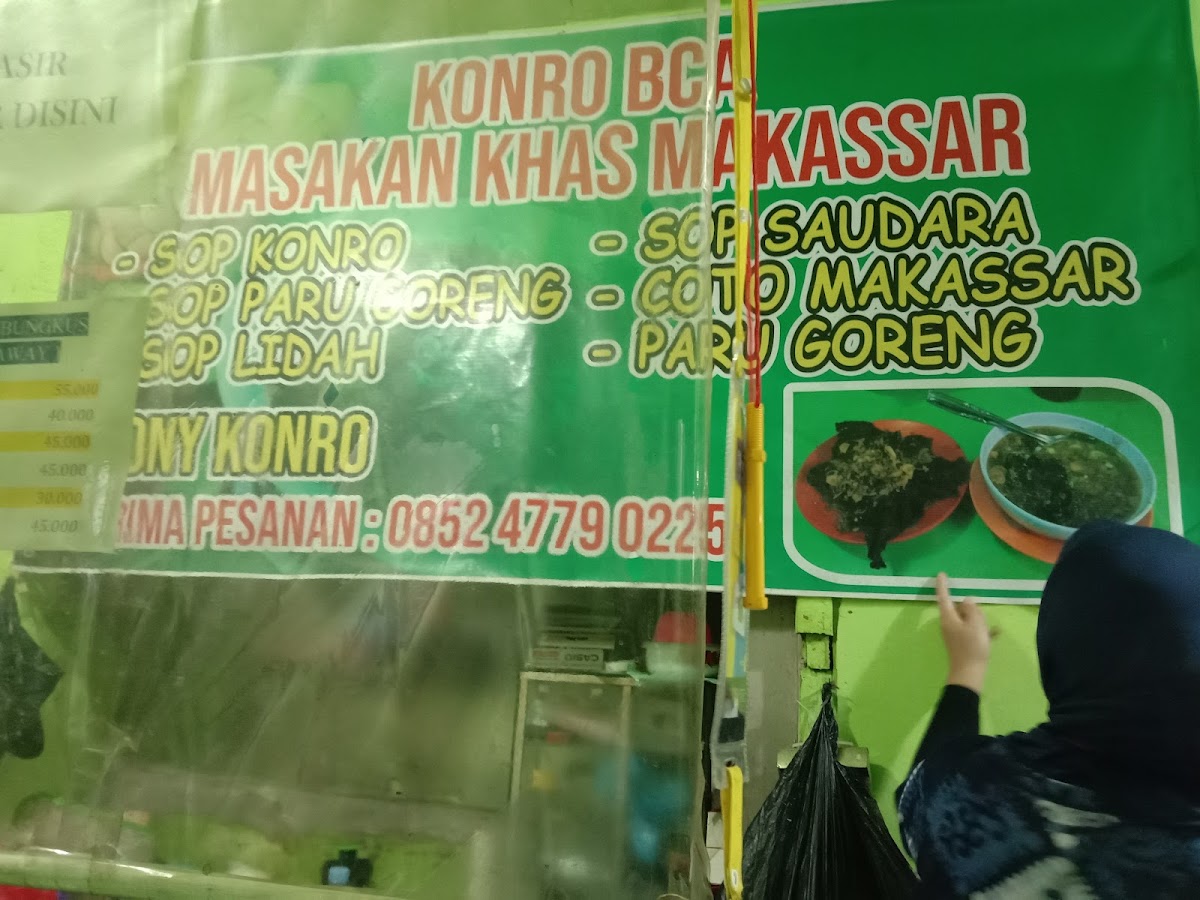 ASIR
DISINI
KONRO BCA
MASAKAN KHAS MAKASSAR
- SOP KONRO
SOP PARU GORENG
SOP LIDAH
- SOP SAUDARA
- COTO MAKASSAR
- PARU GORENG
ONY KONRO
RIMA PESANAN : 0852 4779 0225
BUNGKUS
AWAY
55.000
40.000
45.000
45.000
30.000
45.000
CASIO